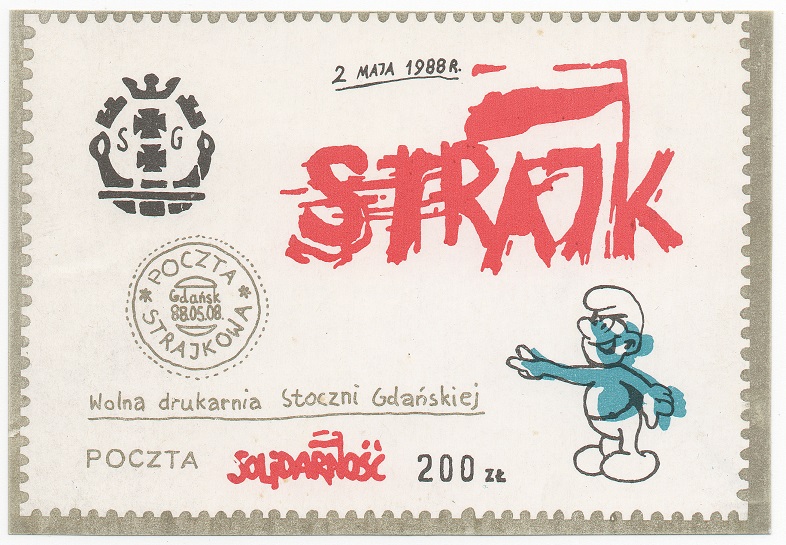 2 MAJA 1988 R.
STRAJK
S G
* POCZTA *
Gdańsk
88.05.08.
STRAJKOWA
Wolna drukarnia Stoczni Gdańskiej
POCZTA SOLIDARNOŚĆ 200 ZŁ